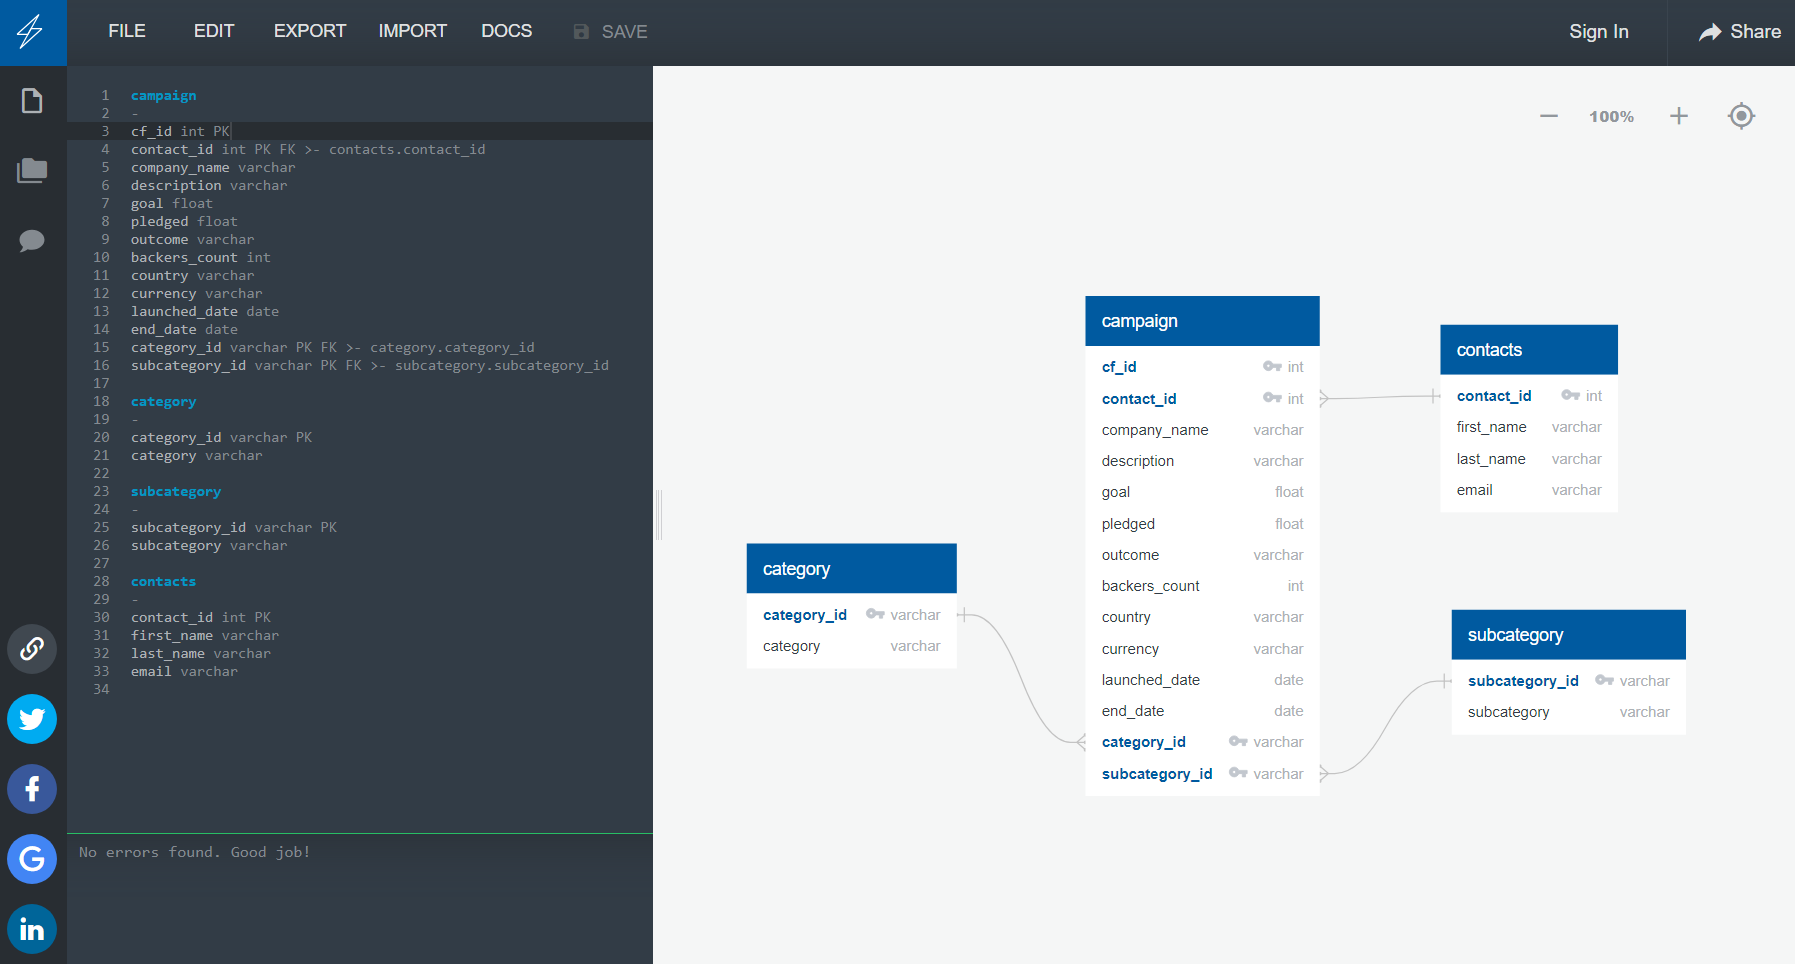 FILE EDIT EXPORT IMPORT DOCS SAVE Sign In Share
1 campaign
2 -
3 cf_id int PK
4 contact_id int PK FK >- contacts.contact_id
5 company_name varchar
6 description varchar
7 goal float
8 pledged float
9 outcome varchar
10 backers_count int
11 country varchar
12 currency varchar
13 launched_date date
14 end_date date
15 category_id varchar PK FK >- category.category_id
16 subcategory_id varchar PK FK >- subcategory.subcategory_id
17
18 category
19 -
20 category_id varchar PK
21 category varchar
22
23 subcategory
24 -
25 subcategory_id varchar PK
26 subcategory varchar
27
28 contacts
29 -
30 contact_id int PK
31 first_name varchar
32 last_name varchar
33 email varchar
34
No errors found. Good job!
100%
category
category_id varchar
category varchar
campaign
cf_id int
contact_id int
company_name varchar
description varchar
goal float
pledged float
outcome varchar
backers_count int
country varchar
currency varchar
launched_date date
end_date date
category_id varchar
subcategory_id varchar
contacts
contact_id int
first_name varchar
last_name varchar
email varchar
subcategory
subcategory_id varchar
subcategory varchar
f
G
in